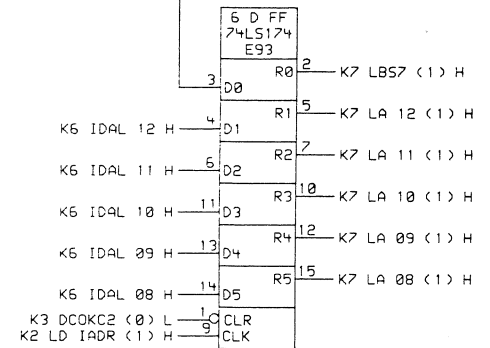 6 D FF
74LS174
E93
3 D0 R0 2 K7 LBS7 (1) H
K6 IDAL 12 H 4 D1 R1 5 K7 LA 12 (1) H
K6 IDAL 11 H 6 D2 R2 7 K7 LA 11 (1) H
K6 IDAL 10 H 11 D3 R3 10 K7 LA 10 (1) H
K6 IDAL 09 H 13 D4 R4 12 K7 LA 09 (1) H
K6 IDAL 08 H 14 D5 R5 15 K7 LA 08 (1) H
K3 DCOKC2 (0) L 1 CLR
K2 LD IADR (1) H 9 CLK